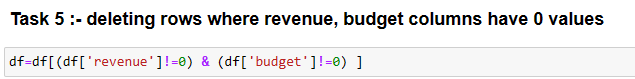 Task 5 :- deleting rows where revenue, budget columns have 0 values
df=df[(df['revenue']!=0) & (df['budget']!=0) ]